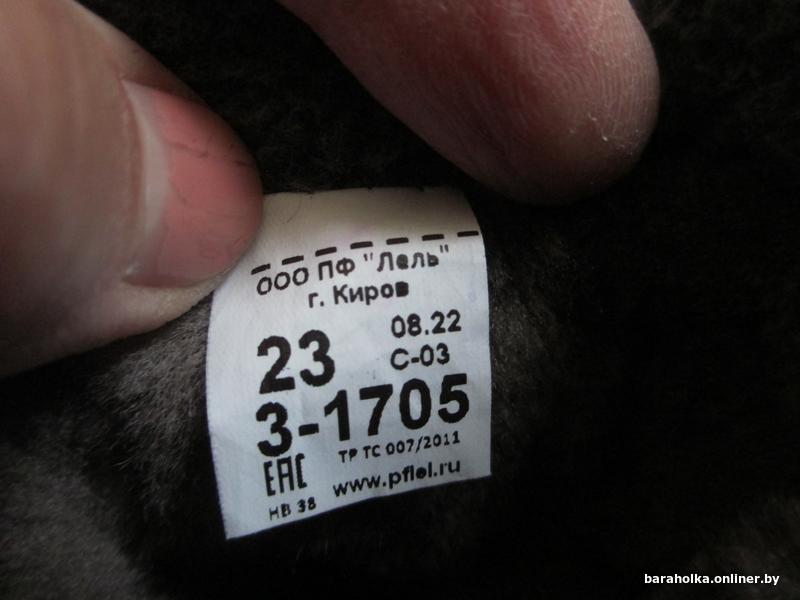 ООО ПФ "Лель"
г. Киров
08.22
23
С-03
3-1705
ТР ТС 007/2011
EAC
www.pflel.ru
НВ 38
baraholka.onliner.by